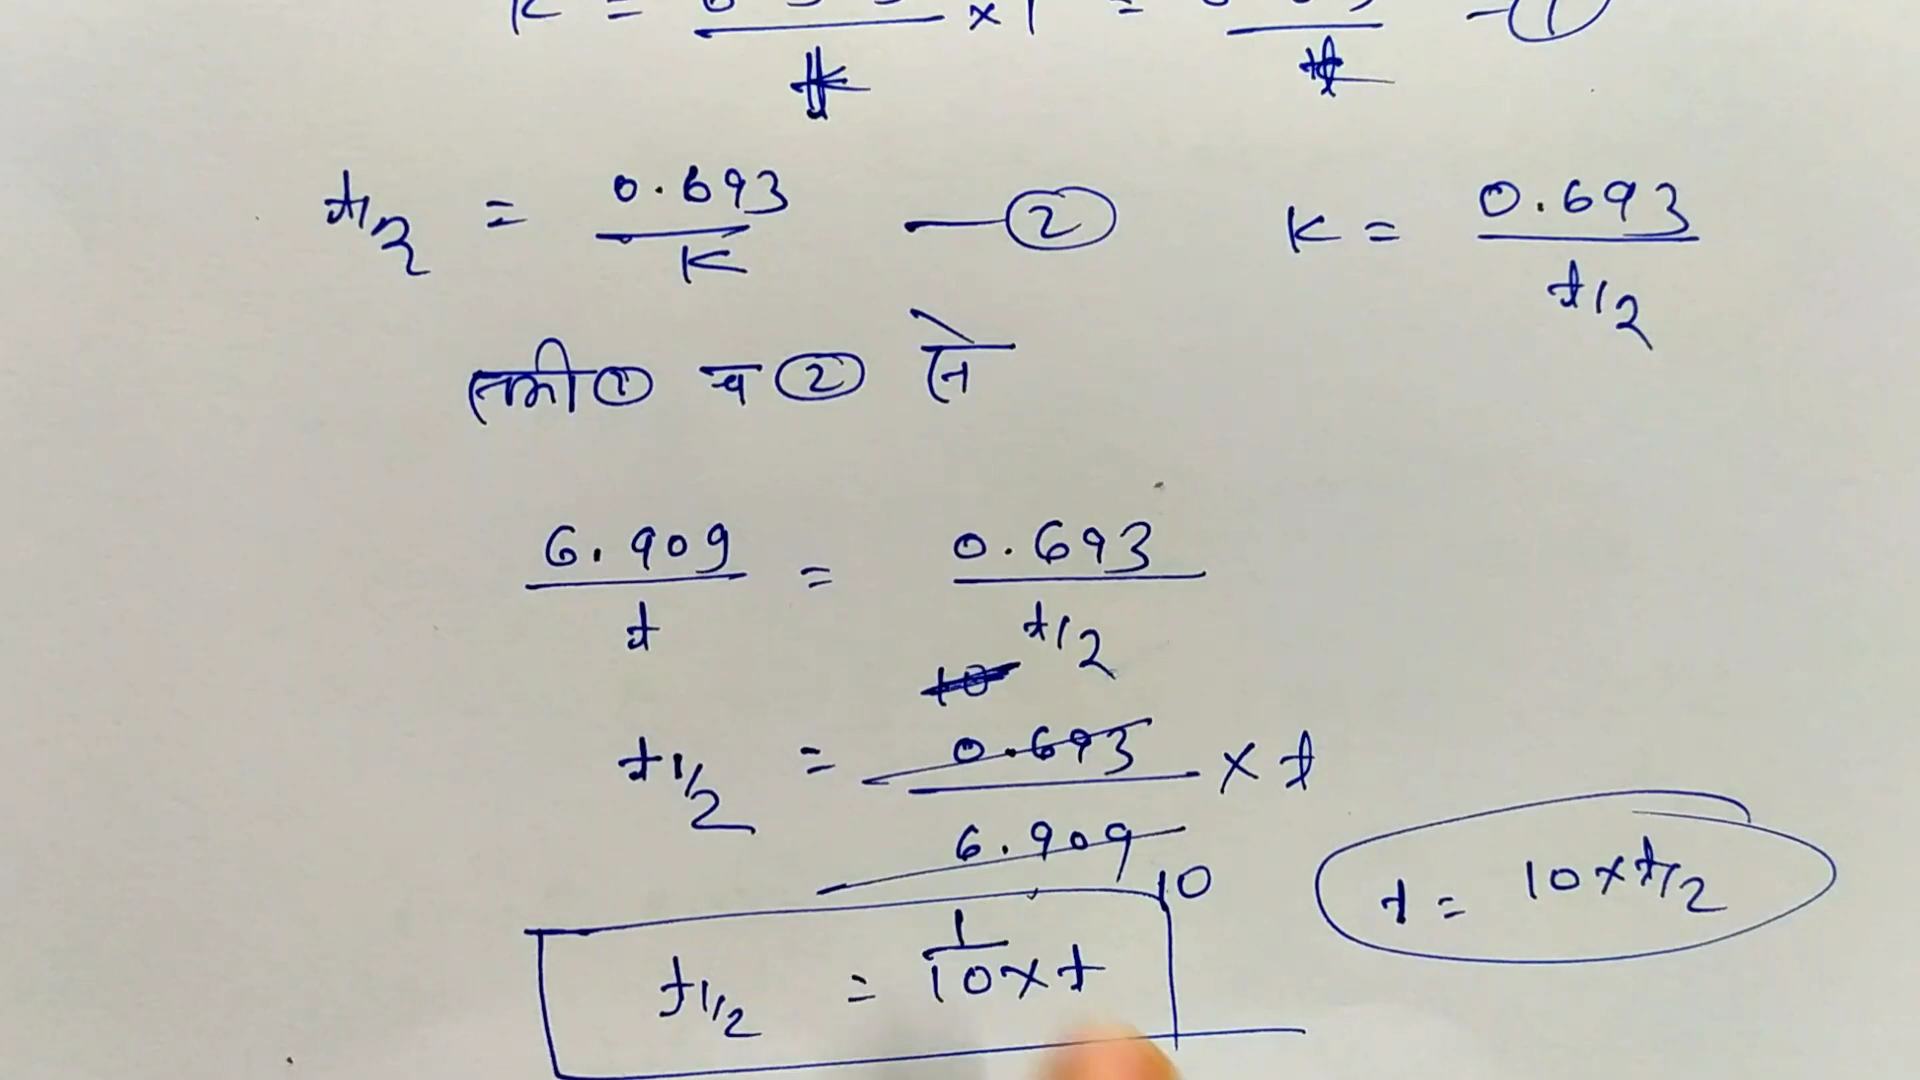 t1/2 = 0.693/K —② K = 0.693/t1/2
समी① व ② से
6.909/t = 0.693/t1/2
t1/2 = 0.693/6.909 × t
10
t = 10×t1/2
t1/2 = 1/10 × t